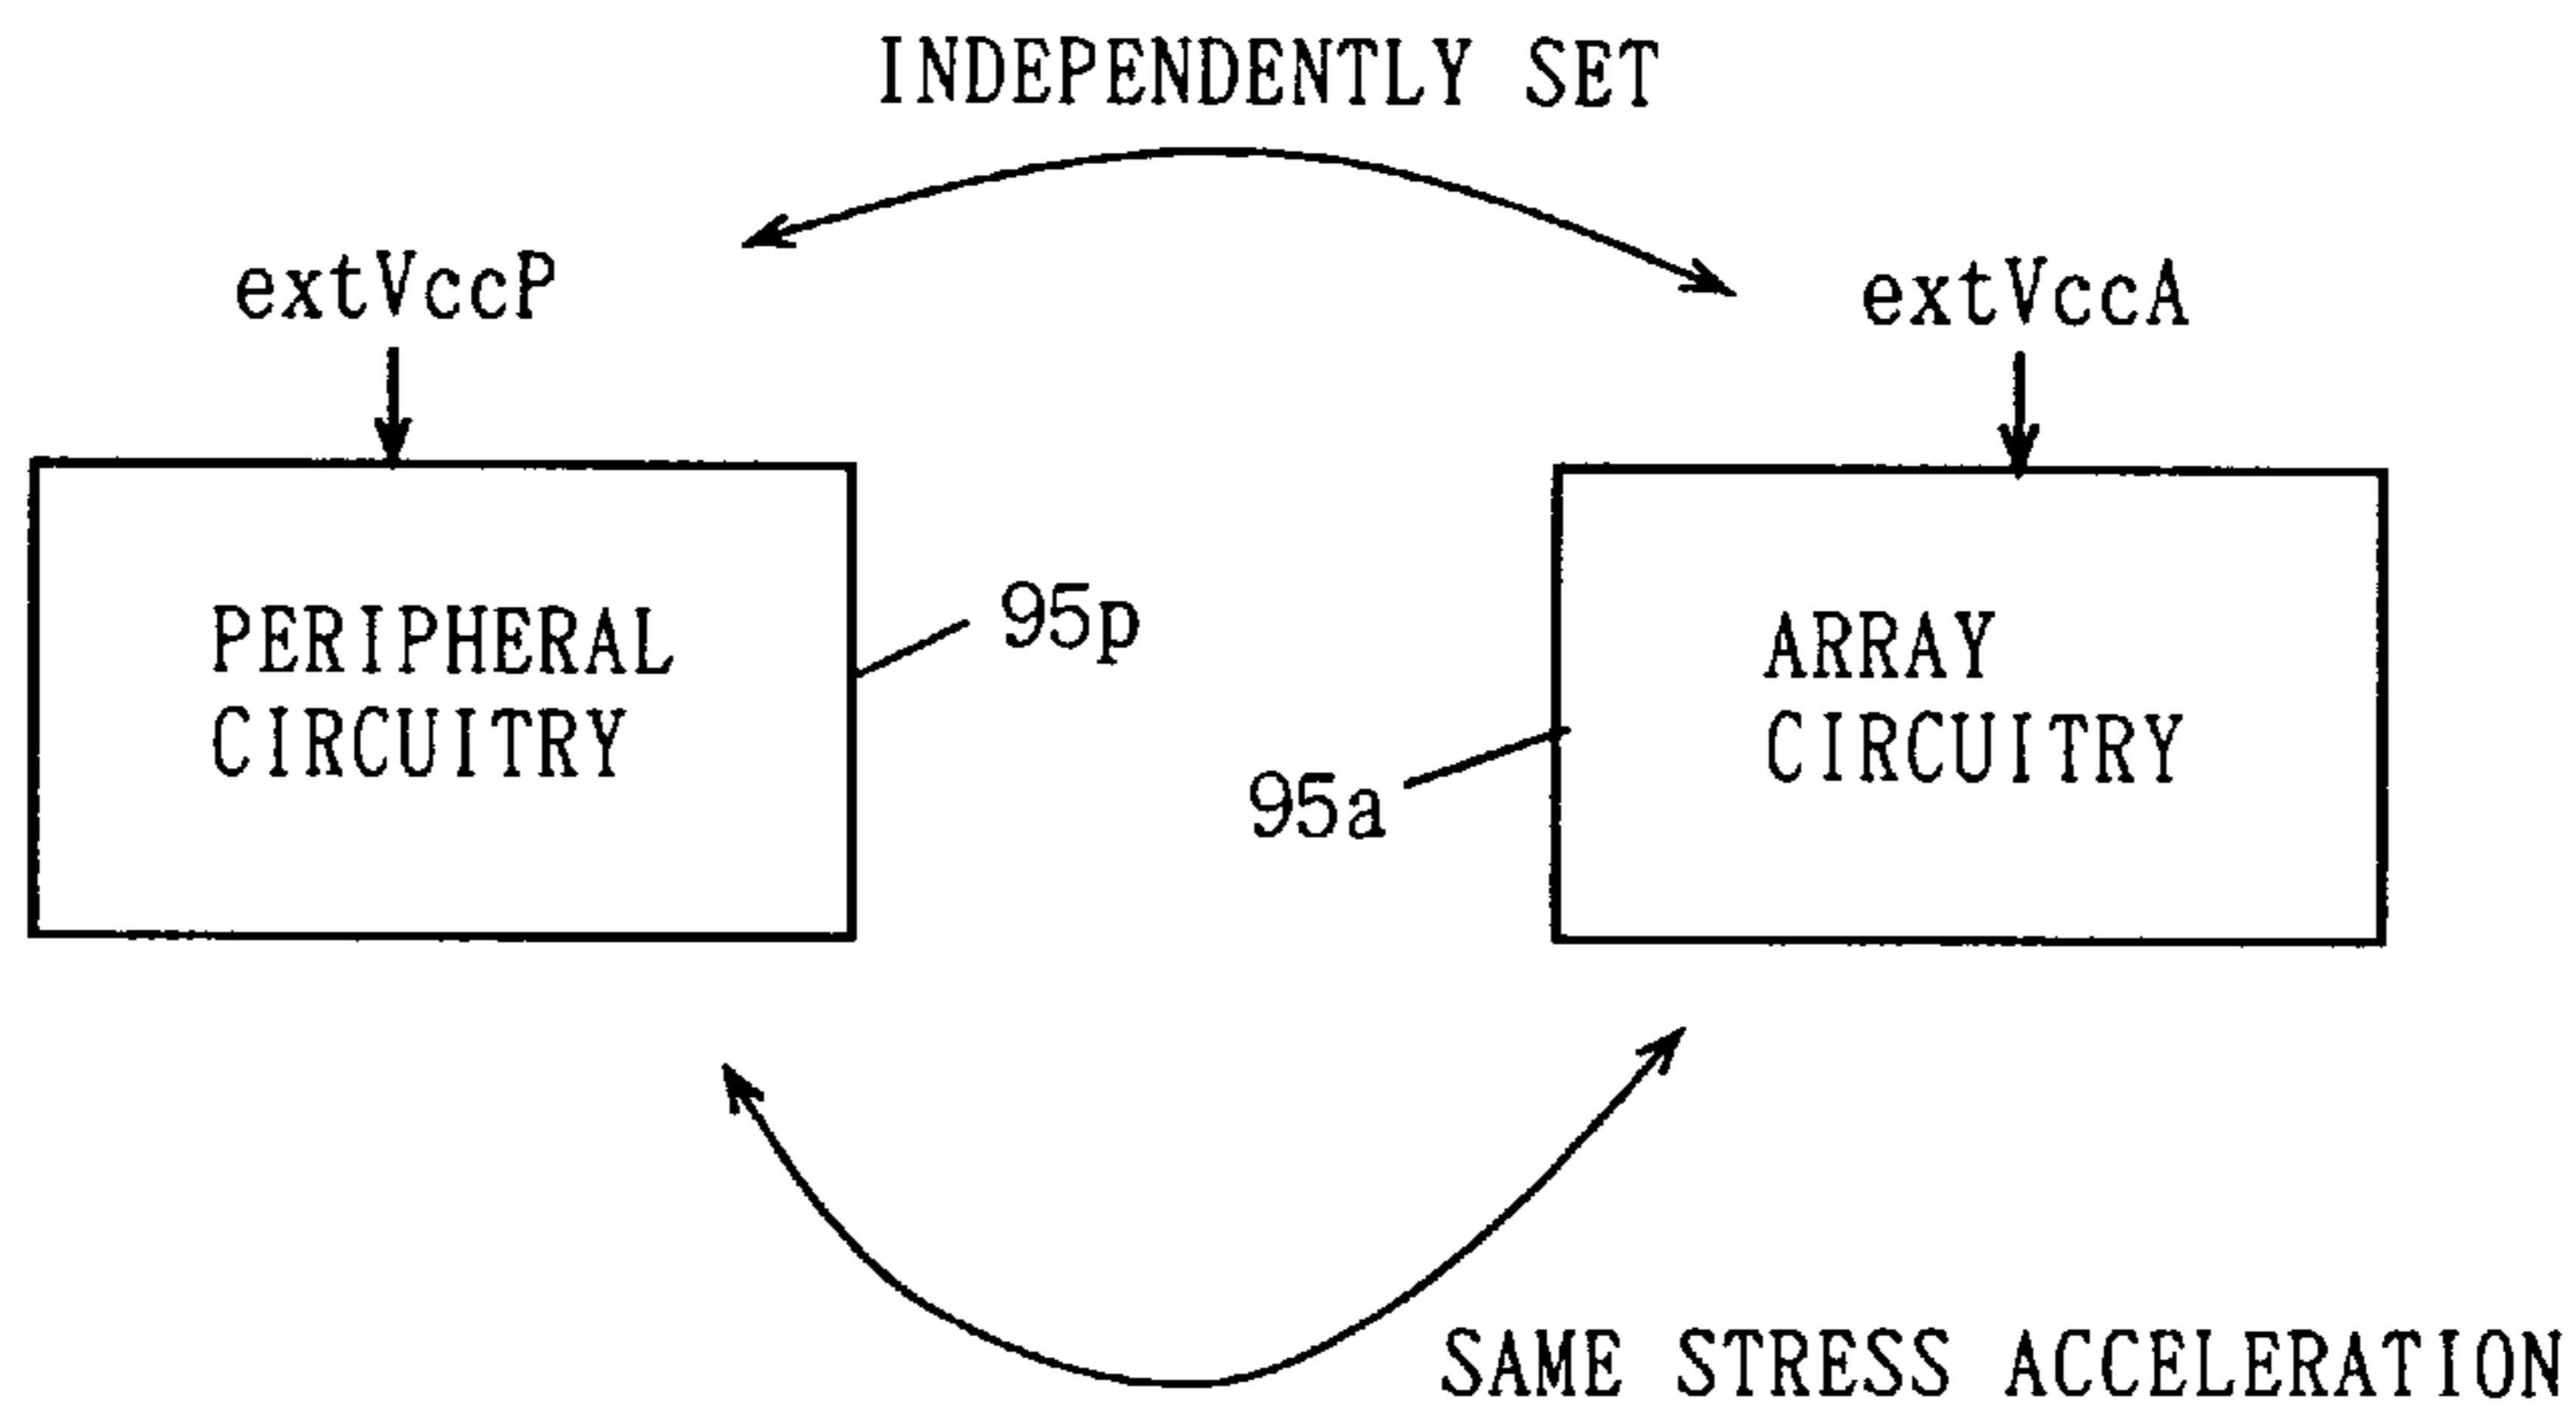 INDEPENDENTLY SET
extVccP
extVccA
PERIPHERAL
CIRCUITRY
95p
ARRAY
CIRCUITRY
95a
SAME STRESS ACCELERATION